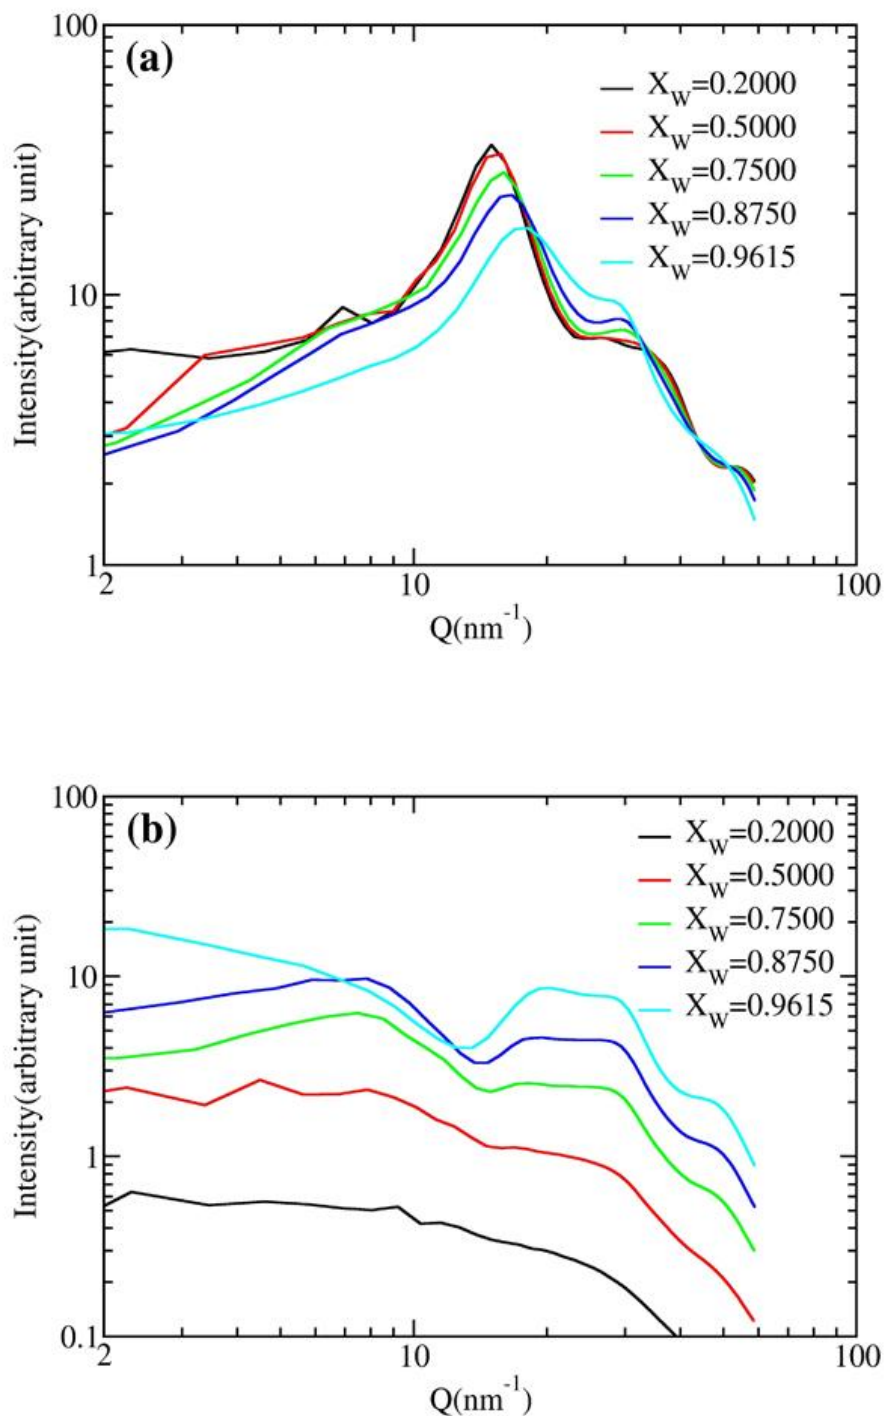 100
(a)
X_W=0.2000
X_W=0.5000
X_W=0.7500
X_W=0.8750
X_W=0.9615
Intensity(arbitrary unit)
10
1
2 10 100
Q(nm⁻¹)
100
(b)
X_W=0.2000
X_W=0.5000
X_W=0.7500
X_W=0.8750
X_W=0.9615
Intensity(arbitrary unit)
10
1
0.1
2 10 100
Q(nm⁻¹)